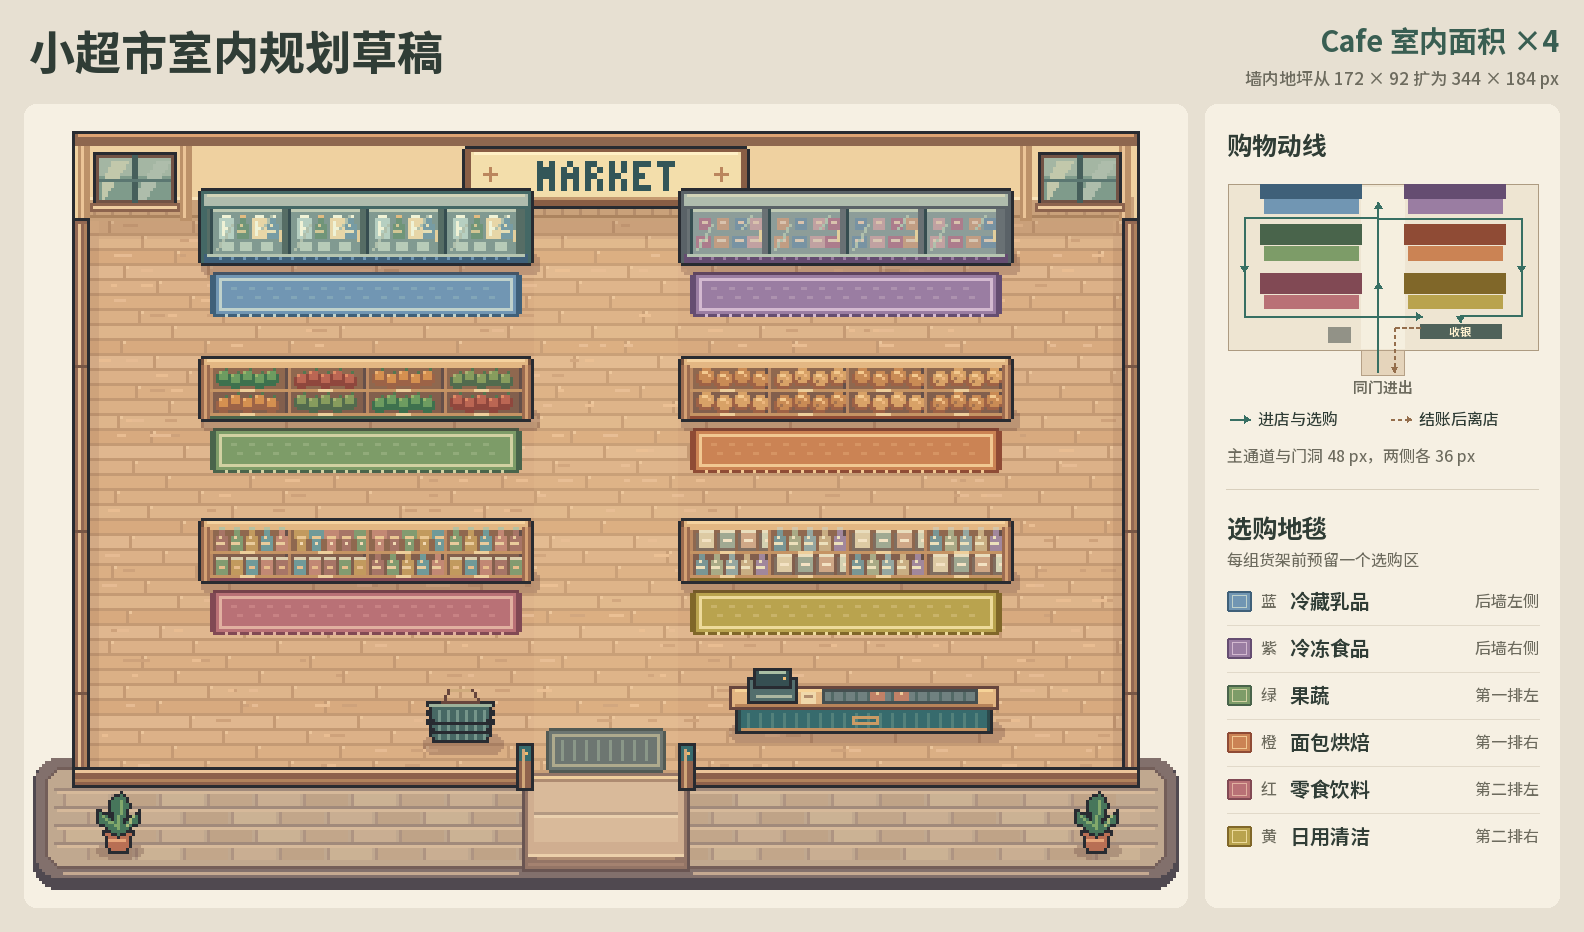 小超市室内规划草稿
Cafe 室内面积 ×4
墙内地坪从 172 × 92 扩为 344 × 184 px
MARKET
购物动线
收银
同门进出
进店与选购
结账后离店
主通道与门洞 48 px，两侧各 36 px
选购地毯
每组货架前预留一个选购区
蓝 冷藏乳品 后墙左侧
紫 冷冻食品 后墙右侧
绿 果蔬 第一排左
橙 面包烘焙 第一排右
红 零食饮料 第二排左
黄 日用清洁 第二排右